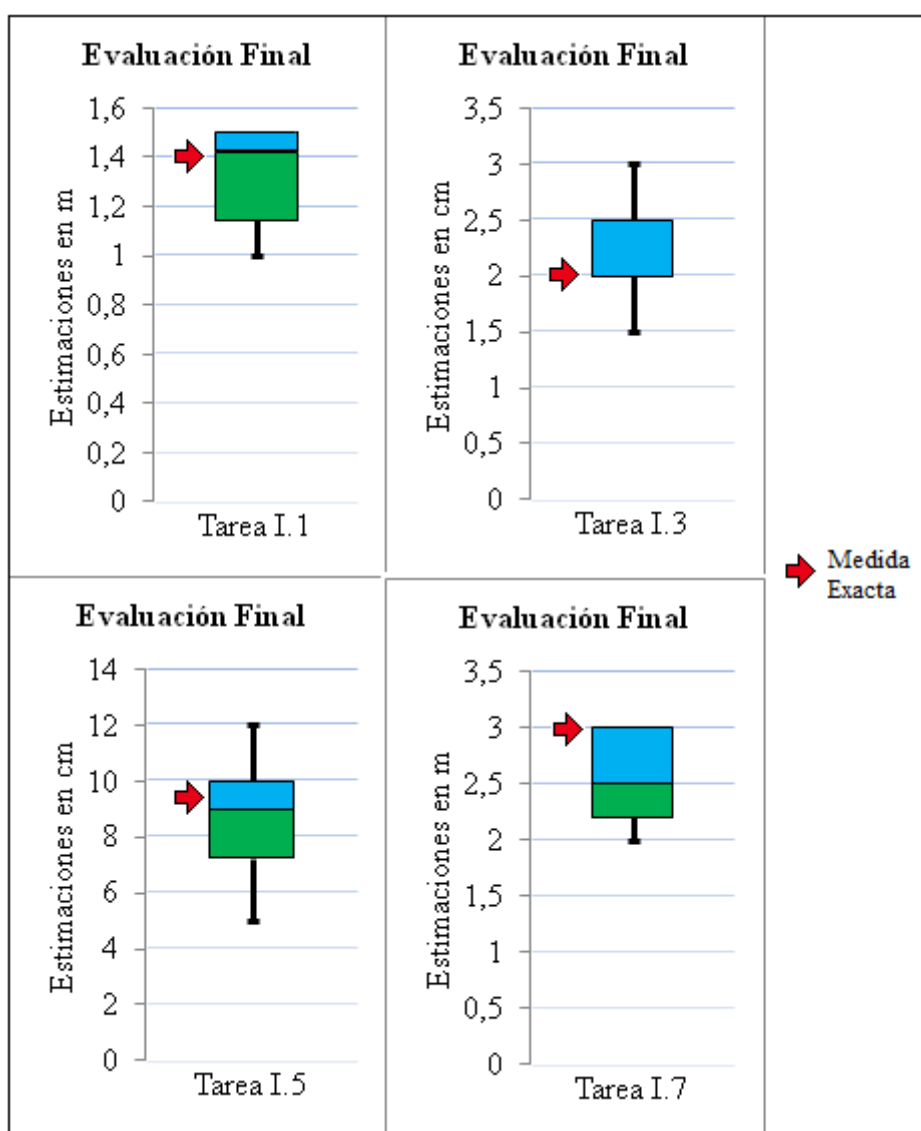 Evaluación Final
Estimaciones en m
1,6
1,4
1,2
1
0,8
0,6
0,4
0,2
0
Tarea I.1
Evaluación Final
Estimaciones en cm
3,5
3
2,5
2
1,5
1
0,5
0
Tarea I.3
Medida
Exacta
Evaluación Final
Estimaciones en cm
14
12
10
8
6
4
2
0
Tarea I.5
Evaluación Final
Estimaciones en m
3,5
3
2,5
2
1,5
1
0,5
0
Tarea I.7